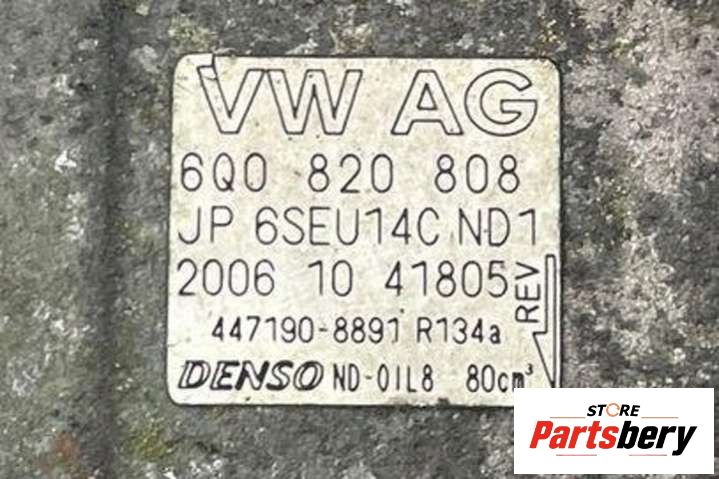 VW AG
6Q0 820 808
JP 6SEU14C ND1
2006 10 41805
REV
447190-8891 R134a
DENSO ND-OIL8 80cm³
STORE
Partsbery